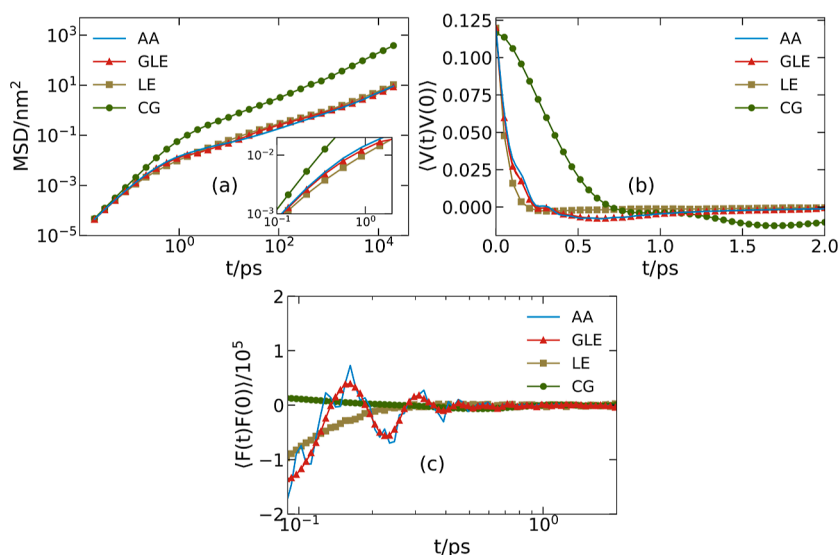 10³
10¹
10⁻¹
10⁻³
10⁻⁵
MSD/nm²
AA
GLE
LE
CG
(a)
10⁻²
10⁻³
10⁻¹
10⁰
10⁰
10²
10⁴
t/ps
0.125
0.100
0.075
0.050
0.025
0.000
⟨V(t)V(0)⟩
AA
GLE
LE
CG
(b)
0.0
0.5
1.0
1.5
2.0
t/ps
2
1
0
−1
−2
⟨F(t)F(0)⟩/10⁵
AA
GLE
LE
CG
(c)
10⁻¹
10⁰
t/ps